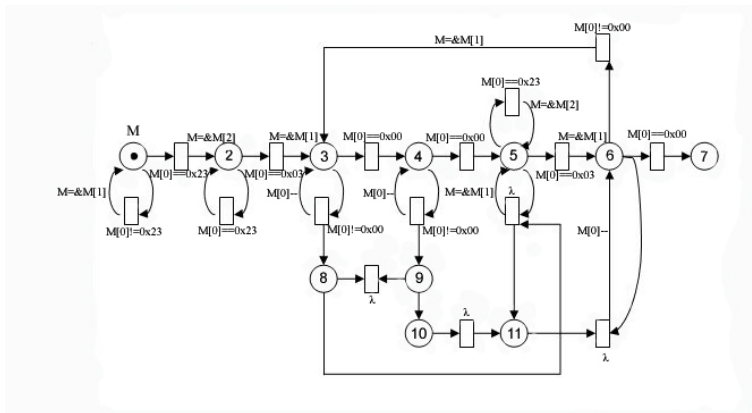 M[0]!=0x00
M=&M[1]
M[0]==0x23
M=&M[2]
M
M=&M[2]
M=&M[1]
M[0]==0x00
M[0]==0x00
M=&M[1]
M[0]==0x00
2
3
4
5
6
7
M[0]==0x23
M[0]==0x03
M[0]==0x03
M=&M[1]
M[0]--
M[0]--
M=&M[1]
λ
M[0]!=0x23
M[0]==0x23
M[0]!=0x00
M[0]!=0x00
M[0]--
8
9
λ
λ
10
11
λ